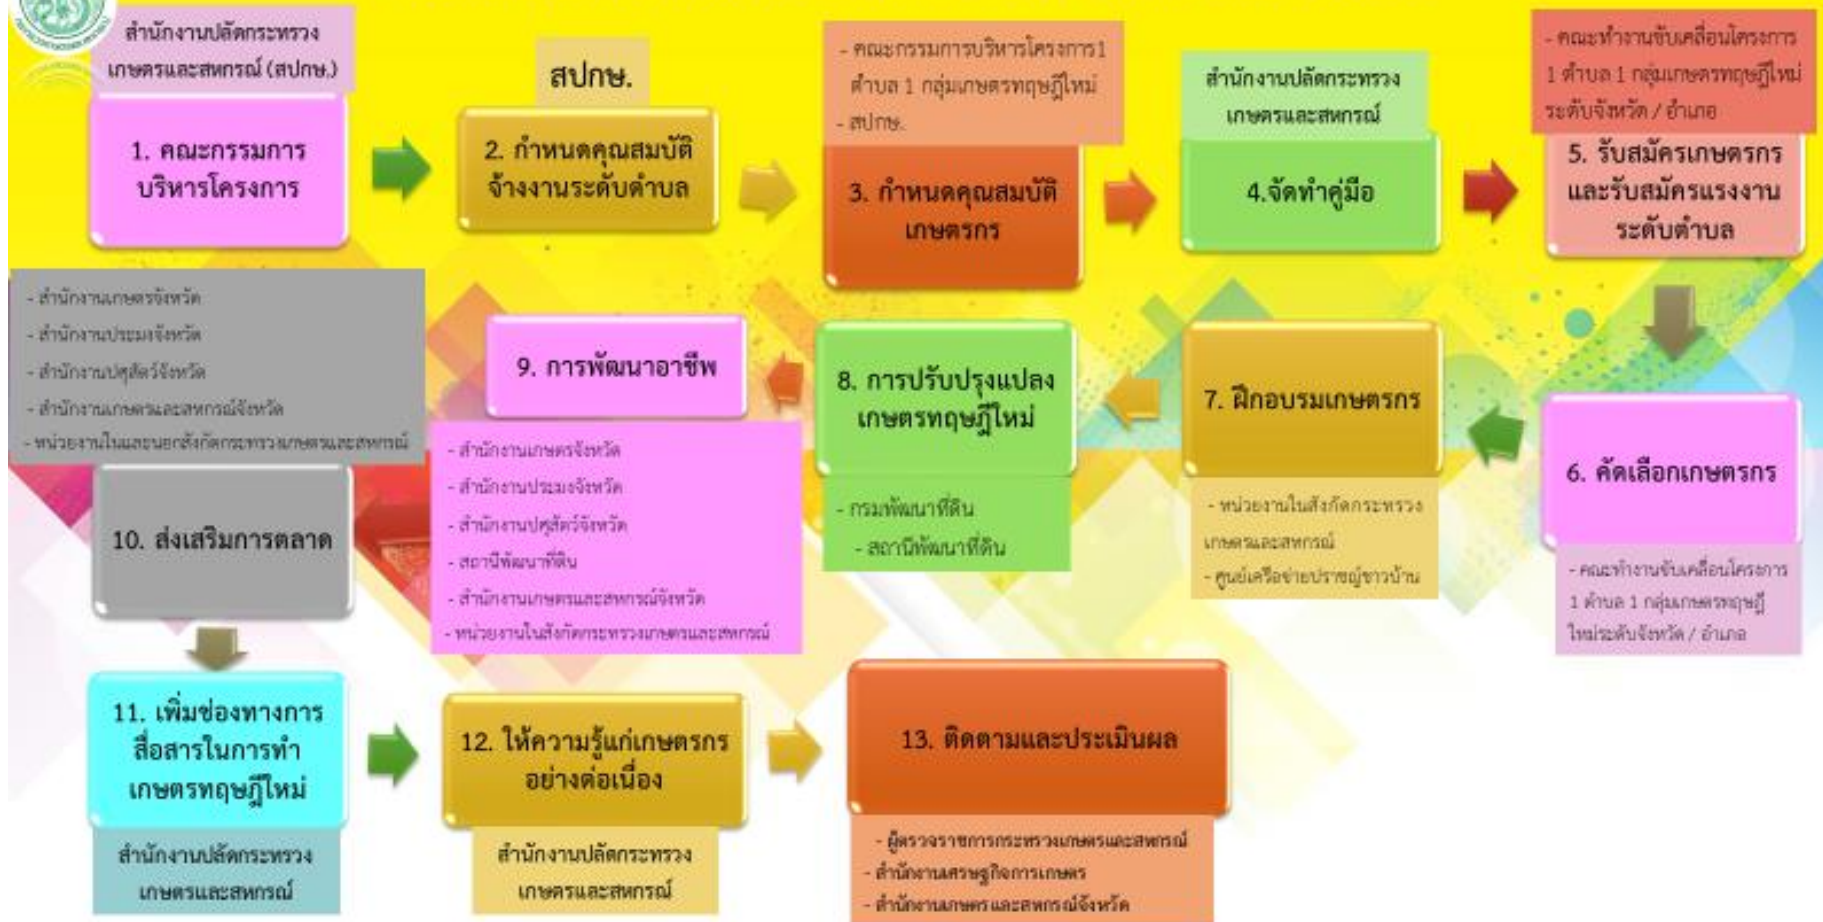 สำนักงานปลัดกระทรวง
เกษตรและสหกรณ์ (สปกษ.)
1. คณะกรรมการ
บริหารโครงการ
สปกษ.
2. กำหนดคุณสมบัติ
จ้างงานระดับตำบล
- คณะกรรมการบริหารโครงการ1
ตำบล 1 กลุ่มเกษตรทฤษฎีใหม่
- สปกษ.
3. กำหนดคุณสมบัติ
เกษตรกร
สำนักงานปลัดกระทรวง
เกษตรและสหกรณ์
4.จัดทำคู่มือ
- คณะทำงานขับเคลื่อนโครงการ
1 ตำบล 1 กลุ่มเกษตรทฤษฎีใหม่
ระดับจังหวัด / อำเภอ
5. รับสมัครเกษตรกร
และรับสมัครแรงงาน
ระดับตำบล
6. คัดเลือกเกษตรกร
- คณะทำงานขับเคลื่อนโครงการ
1 ตำบล 1 กลุ่มเกษตรทฤษฎี
ใหม่ระดับจังหวัด / อำเภอ
7. ฝึกอบรมเกษตรกร
- หน่วยงานในสังกัดกระทรวง
เกษตรและสหกรณ์
- ศูนย์เครือข่ายปราชญ์ชาวบ้าน
8. การปรับปรุงแปลง
เกษตรทฤษฎีใหม่
- กรมพัฒนาที่ดิน
- สถานีพัฒนาที่ดิน
9. การพัฒนาอาชีพ
- สำนักงานเกษตรจังหวัด
- สำนักงานประมงจังหวัด
- สำนักงานปศุสัตว์จังหวัด
- สถานีพัฒนาที่ดิน
- สำนักงานเกษตรและสหกรณ์จังหวัด
- หน่วยงานในสังกัดกระทรวงเกษตรและสหกรณ์
- สำนักงานเกษตรจังหวัด
- สำนักงานประมงจังหวัด
- สำนักงานปศุสัตว์จังหวัด
- สำนักงานเกษตรและสหกรณ์จังหวัด
- หน่วยงานในและนอกสังกัดกระทรวงเกษตรและสหกรณ์
10. ส่งเสริมการตลาด
11. เพิ่มช่องทางการ
สื่อสารในการทำ
เกษตรทฤษฎีใหม่
สำนักงานปลัดกระทรวง
เกษตรและสหกรณ์
12. ให้ความรู้แก่เกษตรกร
อย่างต่อเนื่อง
สำนักงานปลัดกระทรวง
เกษตรและสหกรณ์
13. ติดตามและประเมินผล
- ผู้ตรวจราชการกระทรวงเกษตรและสหกรณ์
- สำนักงานเศรษฐกิจการเกษตร
- สำนักงานเกษตรและสหกรณ์จังหวัด